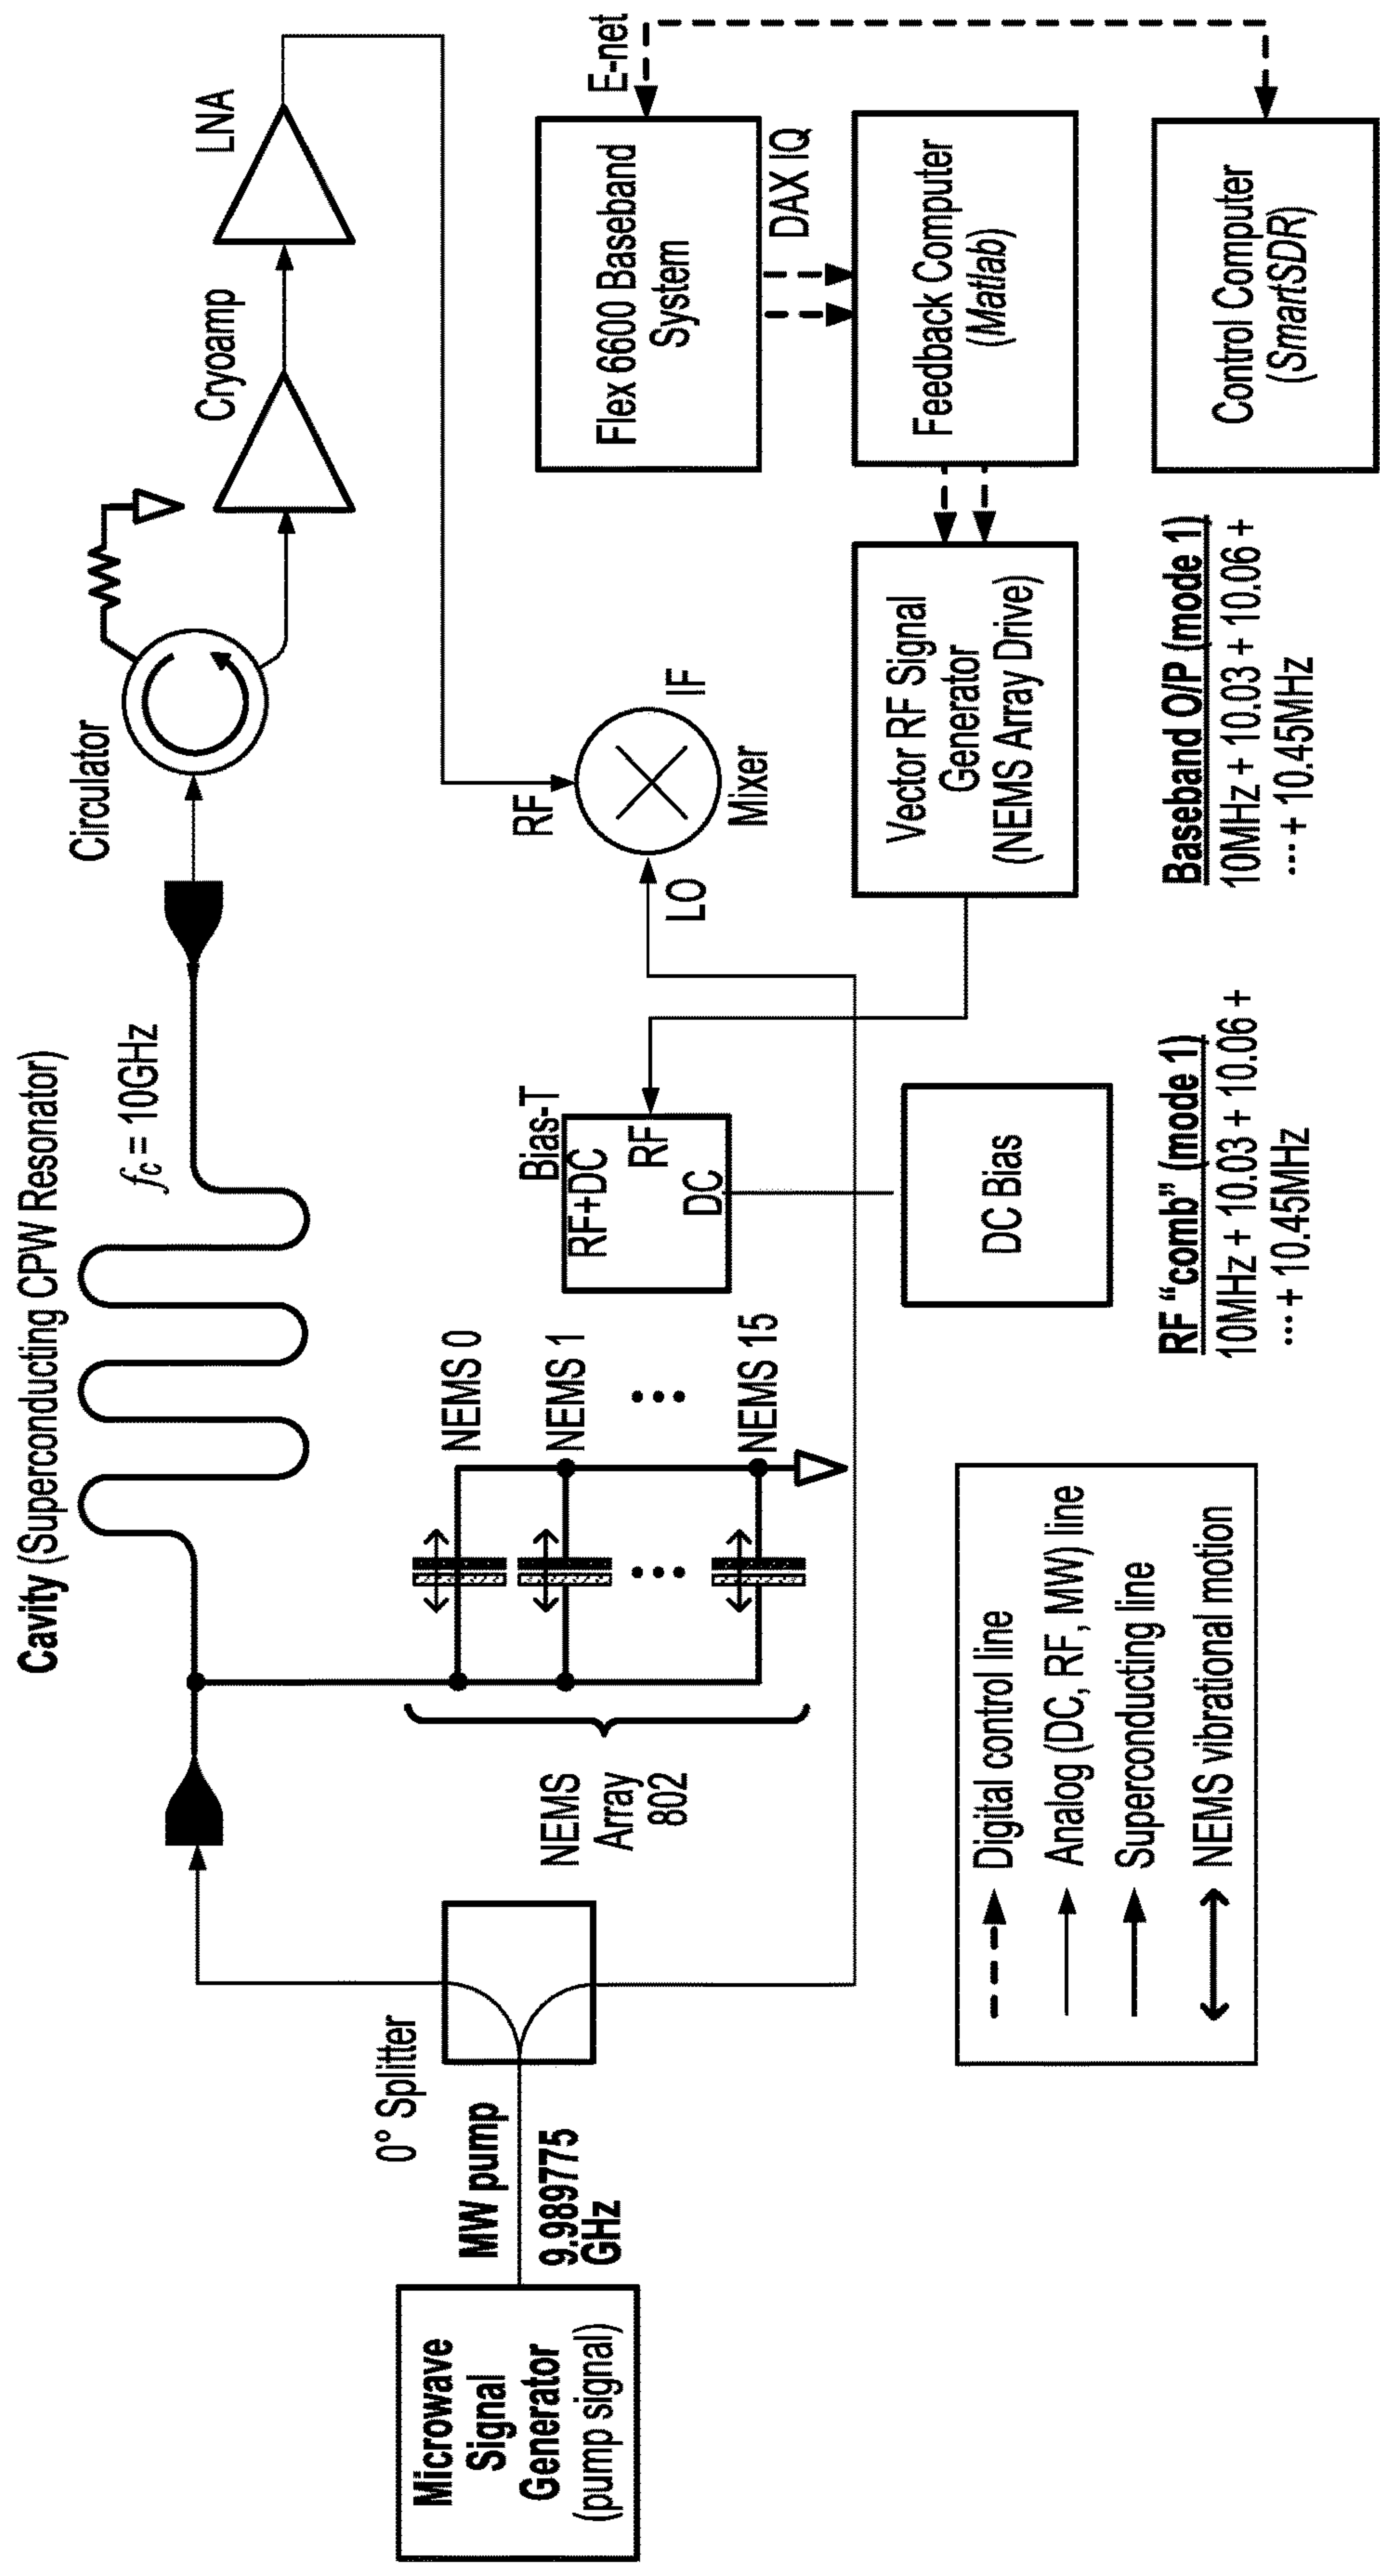 Cavity (Superconducting CPW Resonator)
fc = 10GHz
Circulator
Cryoamp
LNA
0° Splitter
MW pump
9.989775
GHz
Microwave
Signal
Generator
(pump signal)
NEMS
Array
802
NEMS 0
NEMS 1
NEMS 15
Bias-T
RF+DC
RF
DC
DC Bias
RF
LO
IF
Mixer
E-net
Flex 6600 Baseband
System
DAX IQ
Vector RF Signal
Generator
(NEMS Array Drive)
Feedback Computer
(Matlab)
Control Computer
(SmartSDR)
Digital control line
Analog (DC, RF, MW) line
Superconducting line
NEMS vibrational motion
RF “comb” (mode 1)
10MHz + 10.03 + 10.06 +
... + 10.45MHz
Baseband O/P (mode 1)
10MHz + 10.03 + 10.06 +
... + 10.45MHz